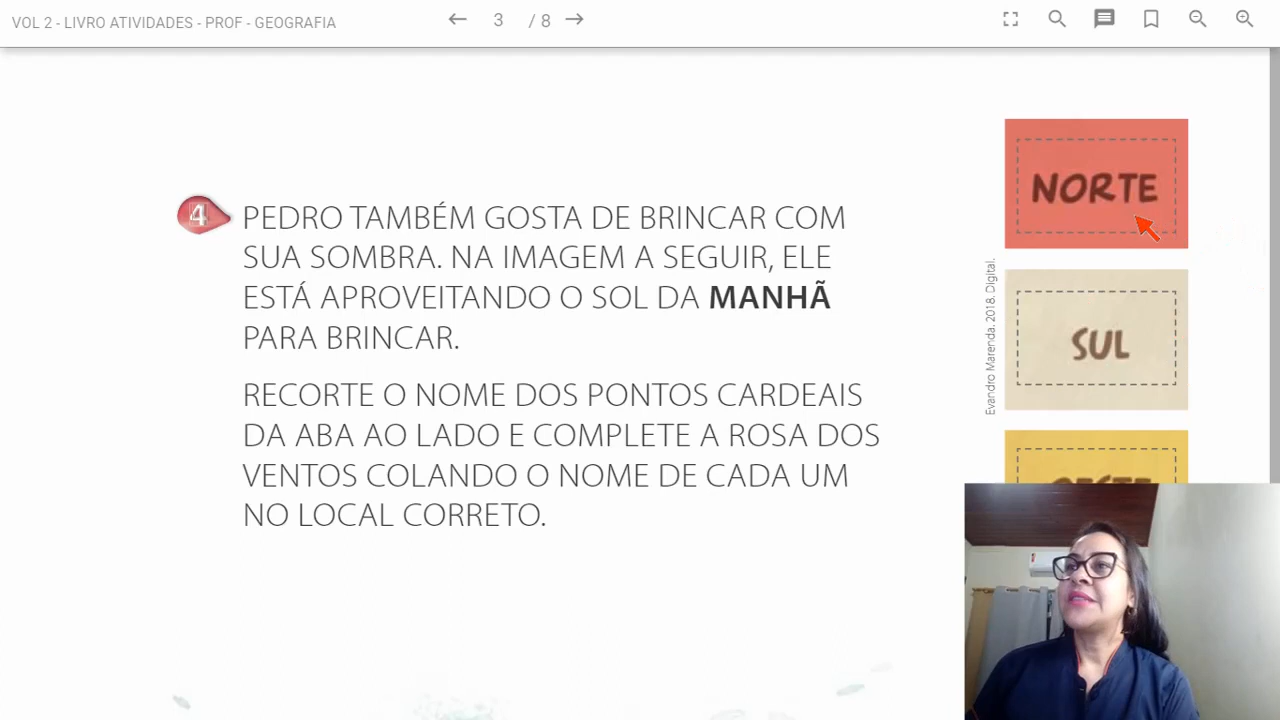 VOL 2 - LIVRO ATIVIDADES - PROF - GEOGRAFIA
3 / 8
4
PEDRO TAMBÉM GOSTA DE BRINCAR COM
SUA SOMBRA. NA IMAGEM A SEGUIR, ELE
ESTÁ APROVEITANDO O SOL DA MANHÃ
PARA BRINCAR.
RECORTE O NOME DOS PONTOS CARDEAIS
DA ABA AO LADO E COMPLETE A ROSA DOS
VENTOS COLANDO O NOME DE CADA UM
NO LOCAL CORRETO.
NORTE
Evandro Marenda. 2018. Digital.
SUL